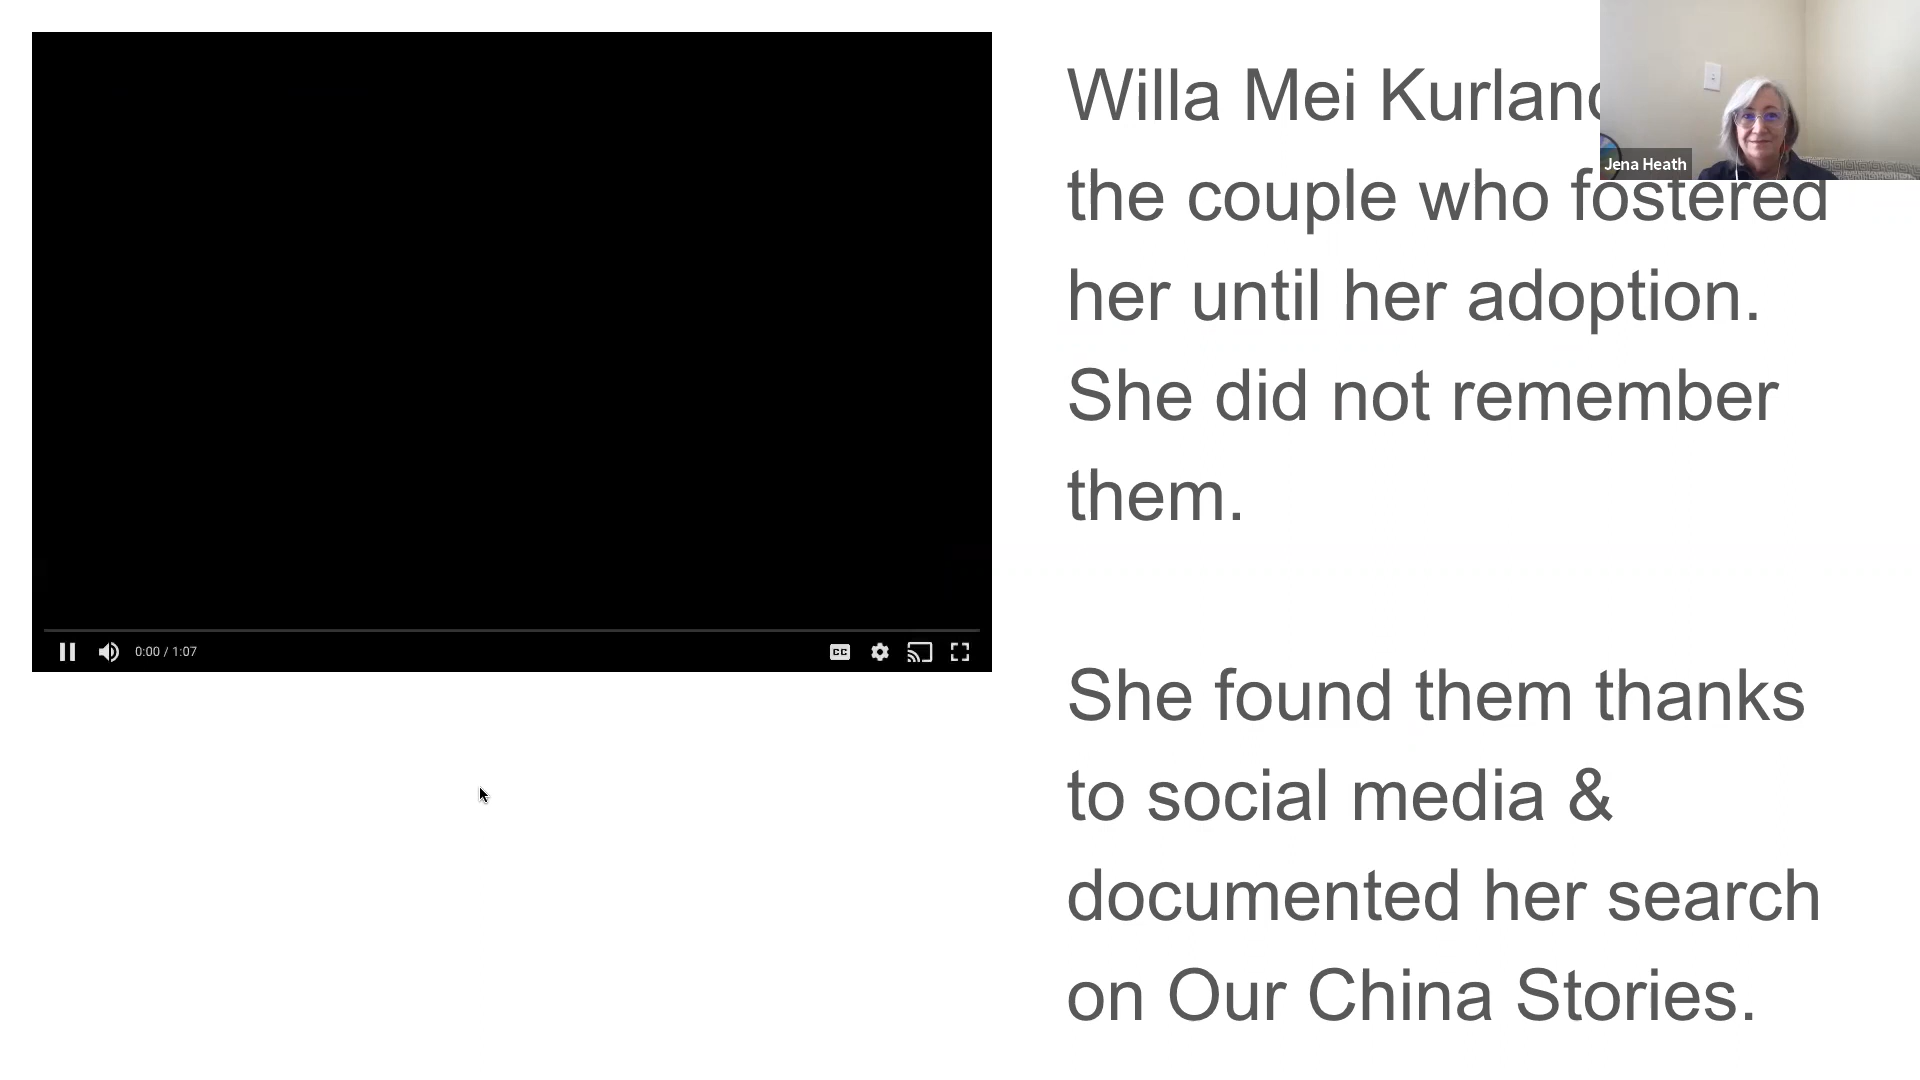 Willa Mei
Jena Heath
the couple who fostered
her until her adoption.
She did not remember
them.
She found them thanks
to social media &
documented her search
on Our China Stories.
0:00 / 1:07
CC